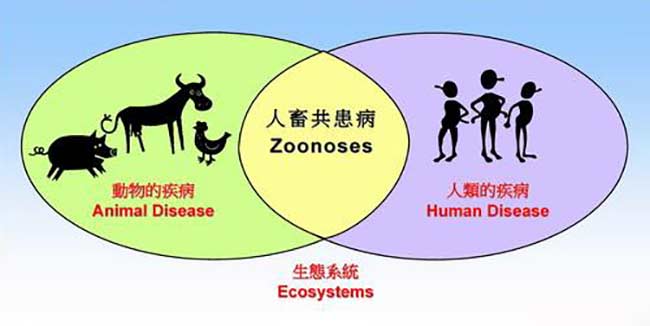 人畜共患病
Zoonoses
動物的疾病
Animal Disease
人類的疾病
Human Disease
生態系統
Ecosystems